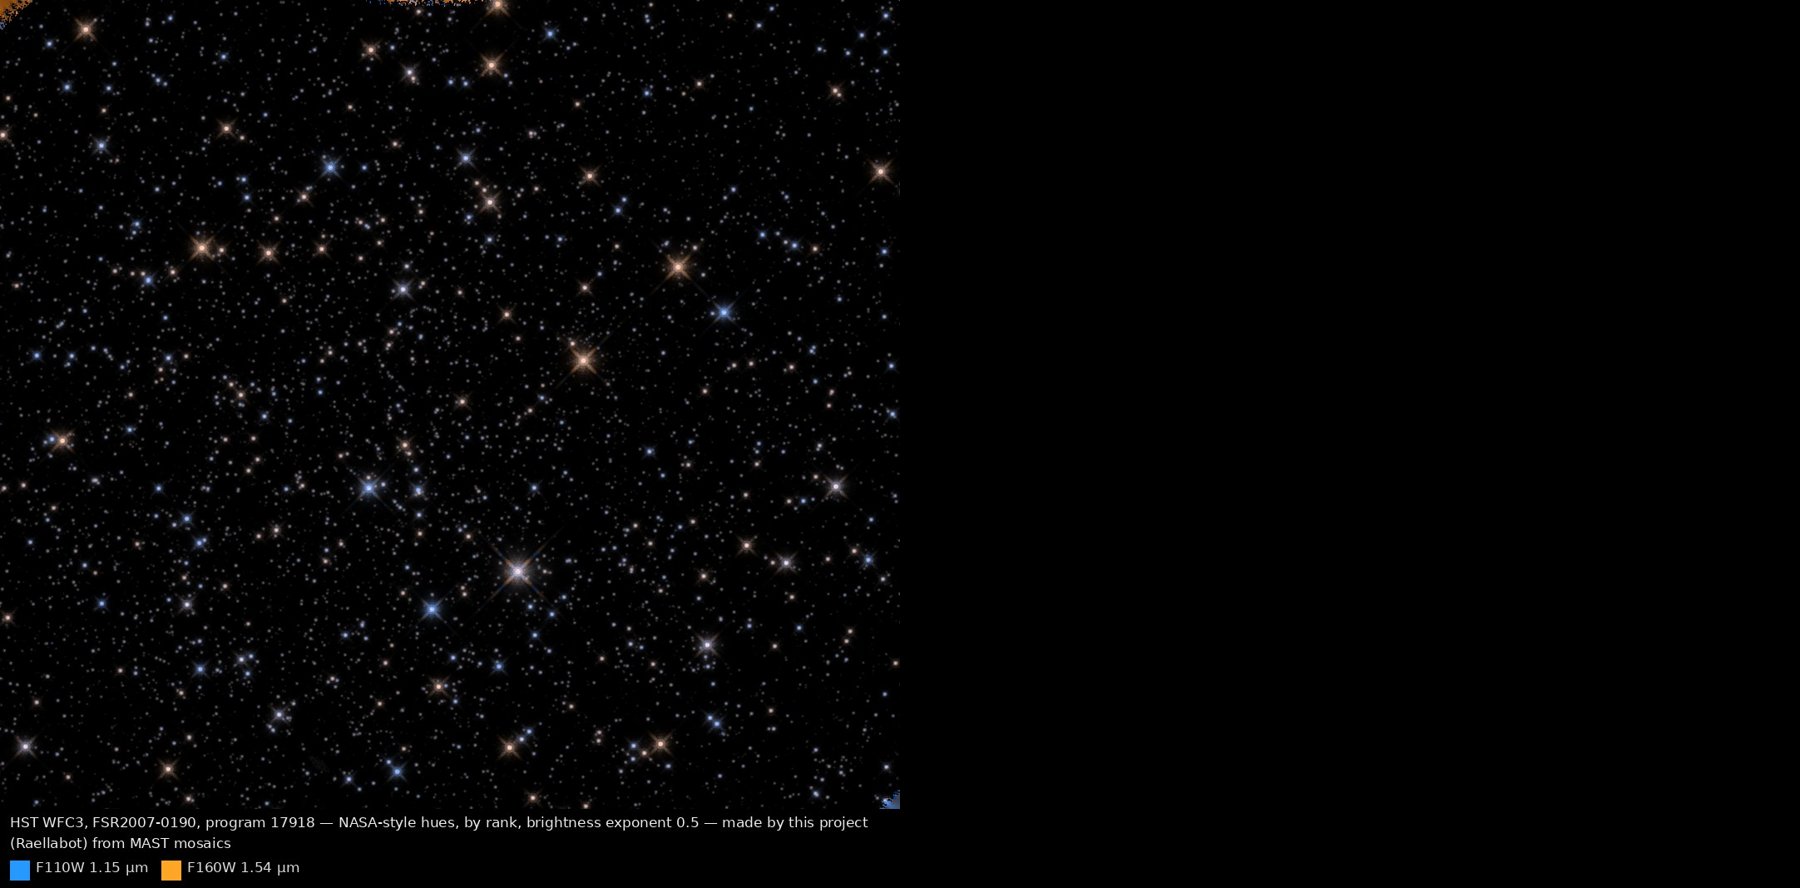 HST WFC3, FSR2007-0190, program 17918 — NASA-style hues, by rank, brightness exponent 0.5 — made by this project
(Raellabot) from MAST mosaics
F110W 1.15 μm F160W 1.54 μm